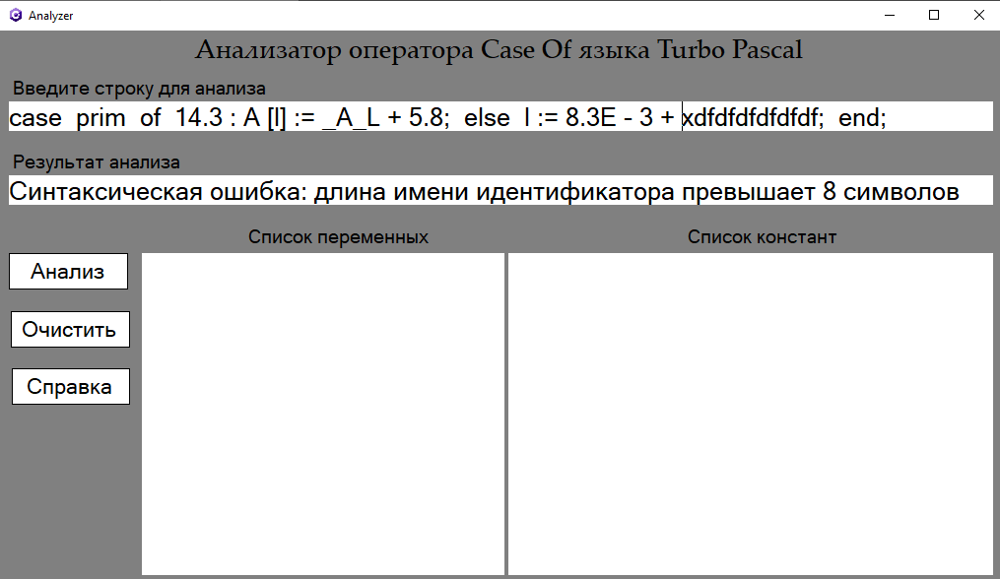 Analyzer
Анализатор оператора Case Of языка Turbo Pascal
Введите строку для анализа
case prim of 14.3 : A [l] := _A_L + 5.8; else l := 8.3E - 3 + xdfdfdfdfdfdf; end;
Результат анализа
Синтаксическая ошибка: длина имени идентификатора превышает 8 символов
Список переменных Список констант
Анализ
Очистить
Справка